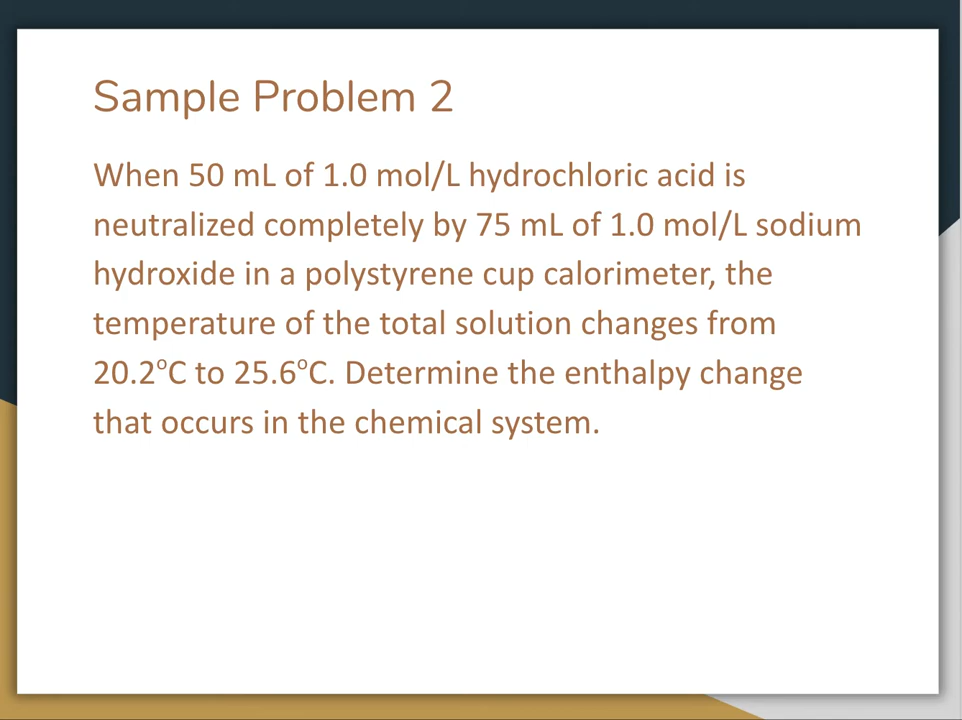 Sample Problem 2
When 50 mL of 1.0 mol/L hydrochloric acid is
neutralized completely by 75 mL of 1.0 mol/L sodium
hydroxide in a polystyrene cup calorimeter, the
temperature of the total solution changes from
20.2°C to 25.6°C. Determine the enthalpy change
that occurs in the chemical system.